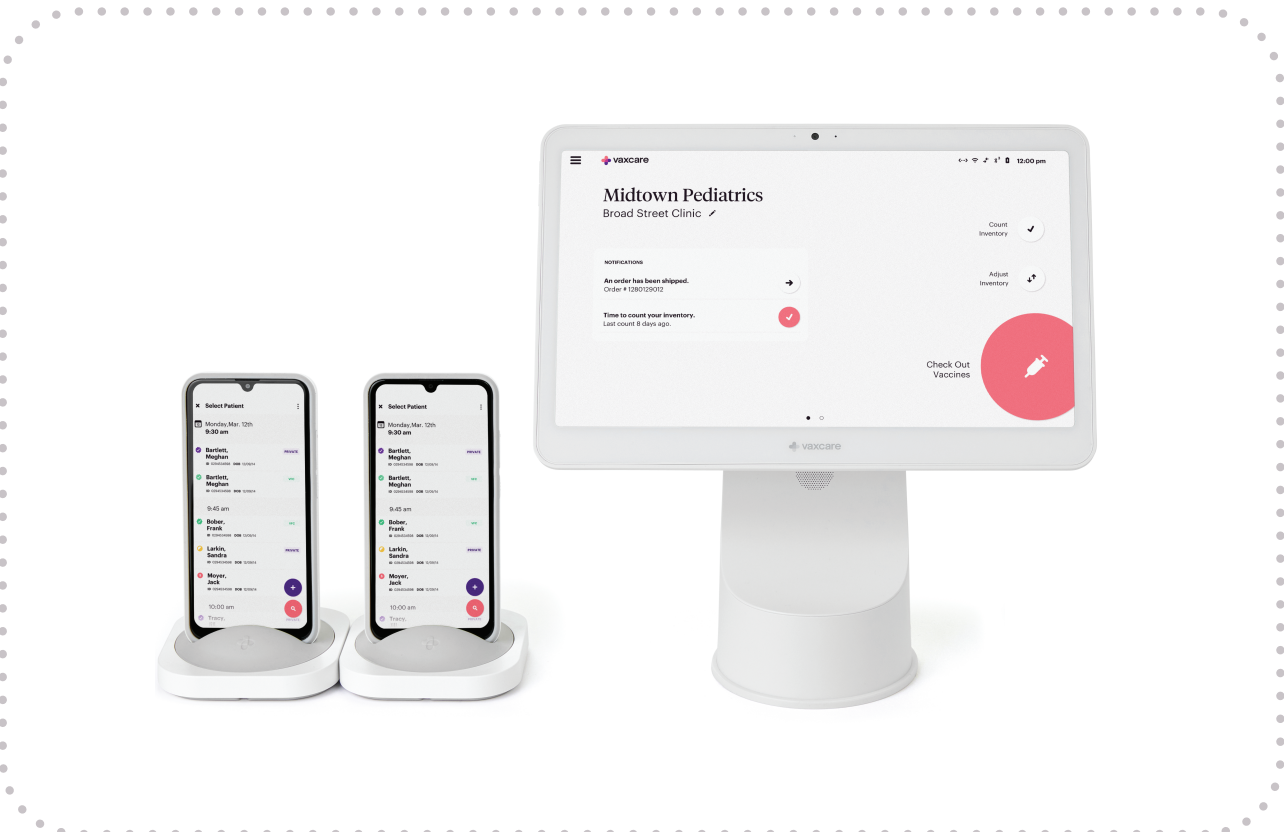 vaxcare
12:00 pm
Midtown Pediatrics
Broad Street Clinic
Count
Inventory
NOTIFICATIONS
An order has been shipped.
Order # 1280129012
Adjust
Inventory
Time to count your inventory.
Last count 8 days ago.
Check Out
Vaccines
vaxcare
Select Patient
Monday, Mar. 12th
9:30 am
Bartlett,
Meghan
PRIVATE
Bartlett,
Meghan
9:45 am
Bober,
Frank
Larkin,
Sandra
PRIVATE
Moyer,
Jack
10:00 am
Tracy,
Select Patient
Monday, Mar. 12th
9:30 am
Bartlett,
Meghan
PRIVATE
Bartlett,
Meghan
9:45 am
Bober,
Frank
Larkin,
Sandra
PRIVATE
Moyer,
Jack
10:00 am
Tracy,